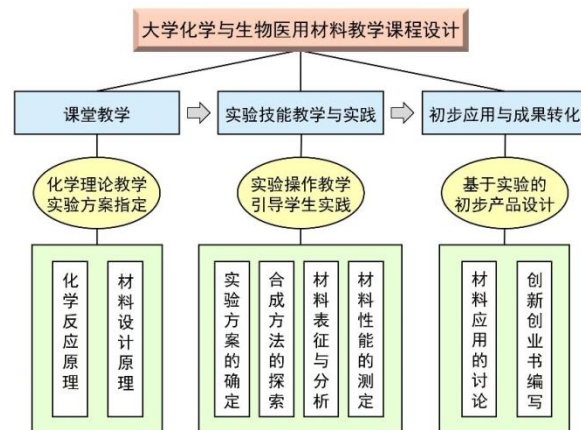 大学化学与生物医用材料教学课程设计
课堂教学
实验技能教学与实践
初步应用与成果转化
化学理论教学
实验方案指定
实验操作教学
引导学生实践
基于实验的
初步产品设计
化学反应原理
材料设计原理
实验方案的确定
合成方法的探索
材料表征与分析
材料性能的测定
材料应用的讨论
创新创业书编写